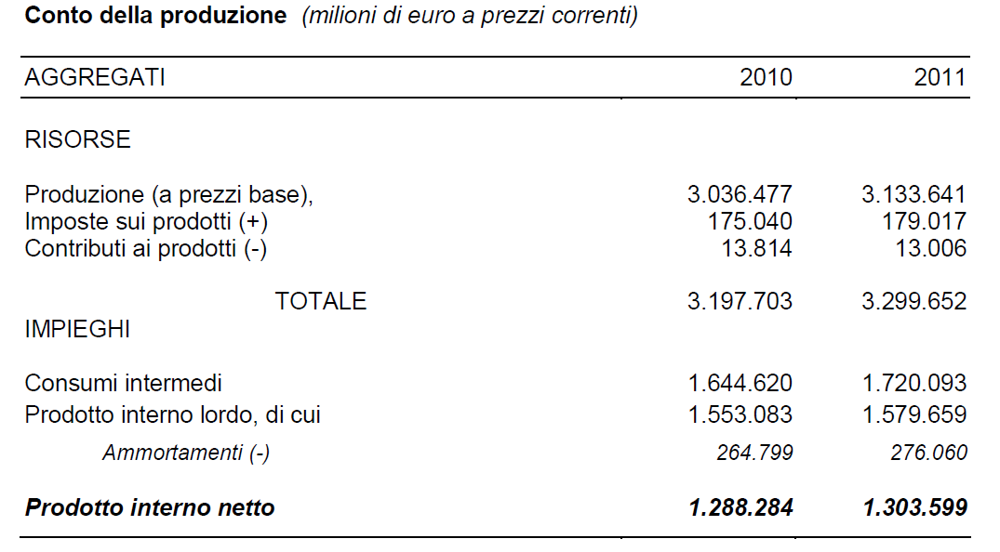 Conto della produzione (milioni di euro a prezzi correnti)
AGGREGATI 2010 2011
RISORSE
Produzione (a prezzi base), 3.036.477 3.133.641
Imposte sui prodotti (+) 175.040 179.017
Contributi ai prodotti (-) 13.814 13.006
TOTALE 3.197.703 3.299.652
IMPIEGHI
Consumi intermedi 1.644.620 1.720.093
Prodotto interno lordo, di cui 1.553.083 1.579.659
Ammortamenti (-) 264.799 276.060
Prodotto interno netto 1.288.284 1.303.599